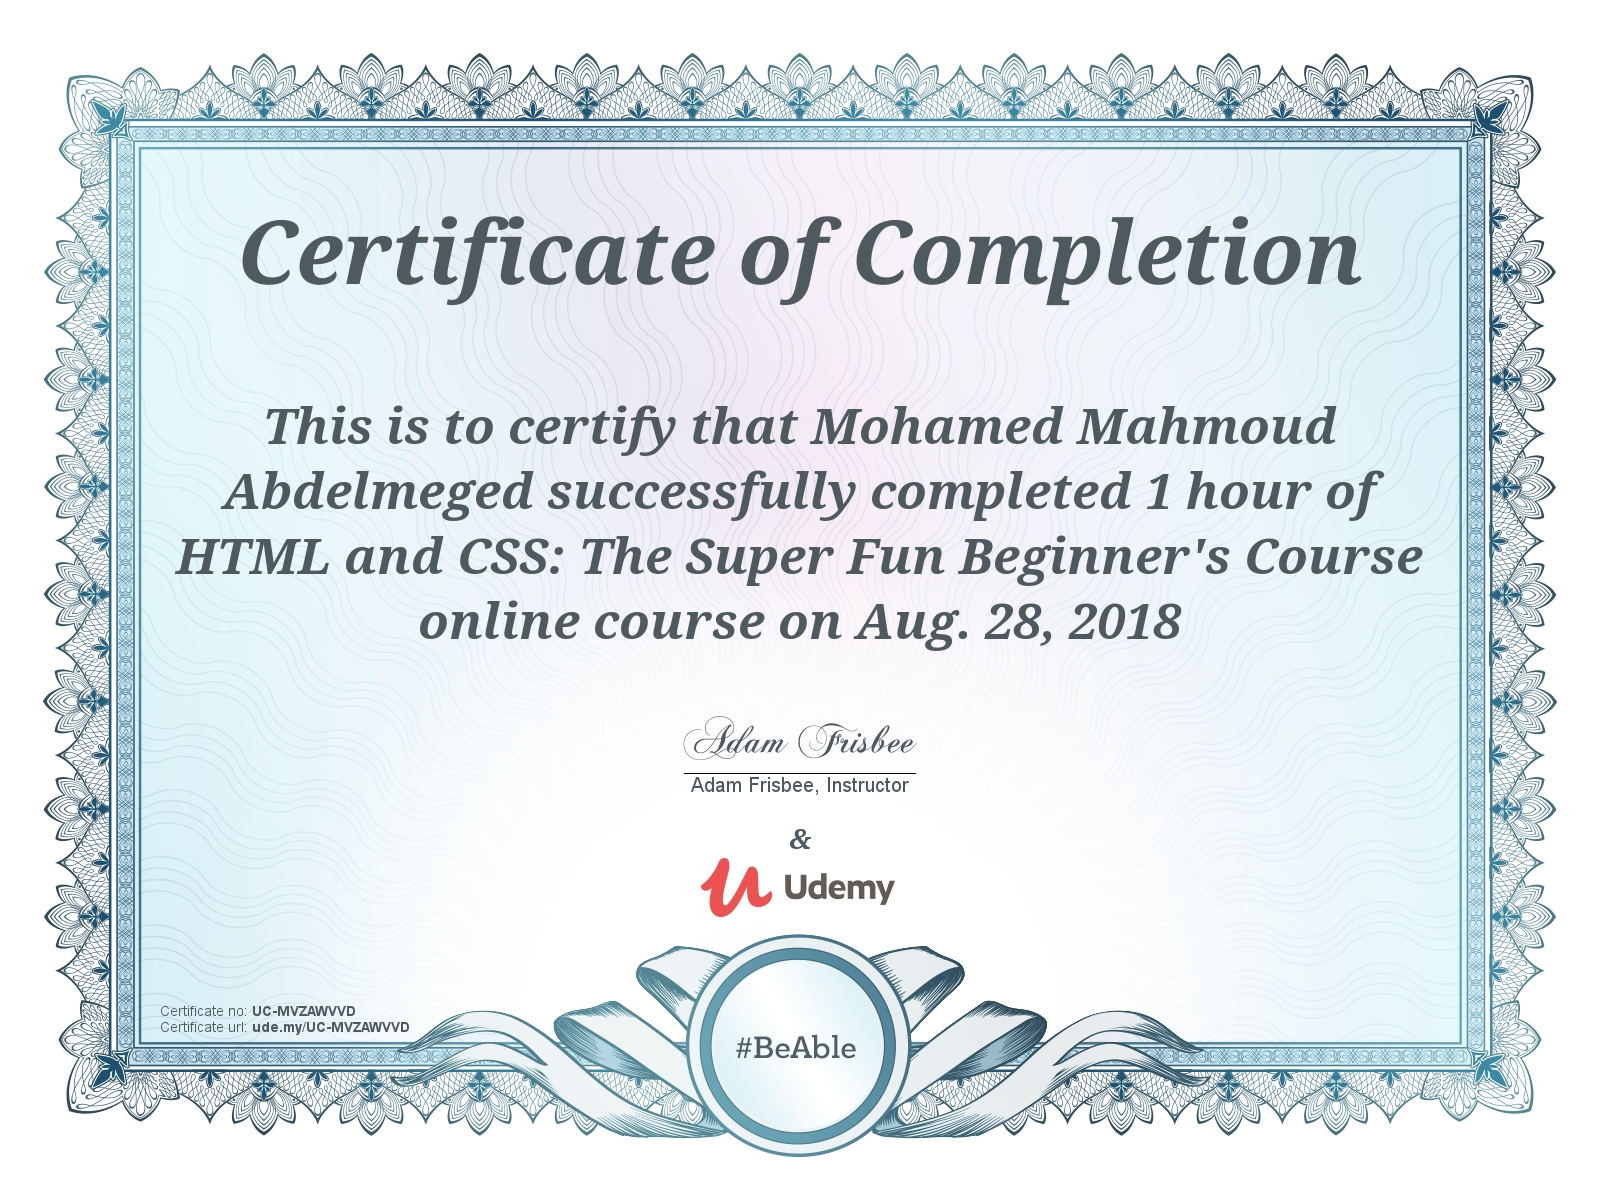 Certificate of Completion
This is to certify that Mohamed Mahmoud
Abdelmeged successfully completed 1 hour of
HTML and CSS: The Super Fun Beginner's Course
online course on Aug. 28, 2018
Adam Frisbee
Adam Frisbee, Instructor
&
Udemy
Certificate no: UC-MVZAWVVD
Certificate url: ude.my/UC-MVZAWVVD
#BeAble